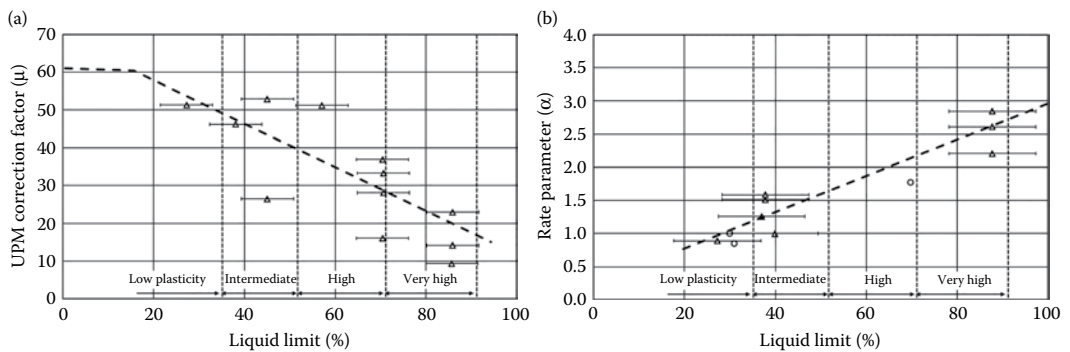 (a)
70
60
50
40
30
20
10
0
UPM correction factor (μ)
Low plasticity Intermediate High Very high
0 20 40 60 80 100
Liquid limit (%)
(b)
4.0
3.5
3.0
2.5
2.0
1.5
1.0
0.5
0.0
Rate parameter (α)
Low plasticity Intermediate High Very high
0 20 40 60 80 100
Liquid limit (%)